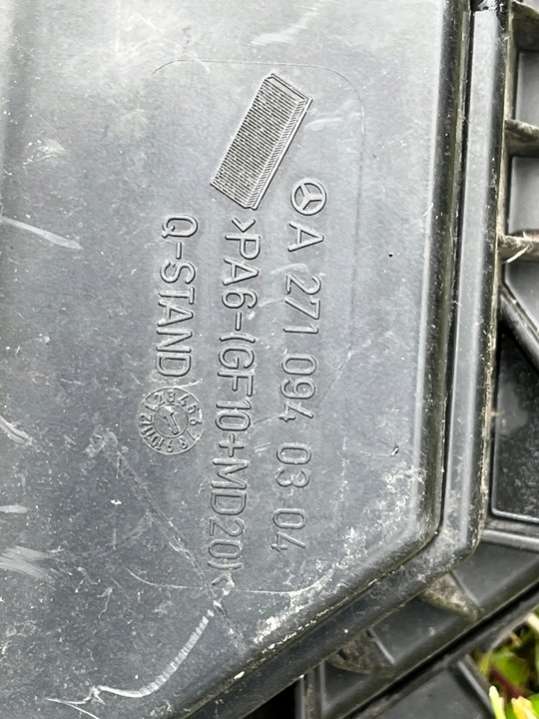 A 271 094 03 04
>PA6-(GF10+MD20)<
Q-STAND